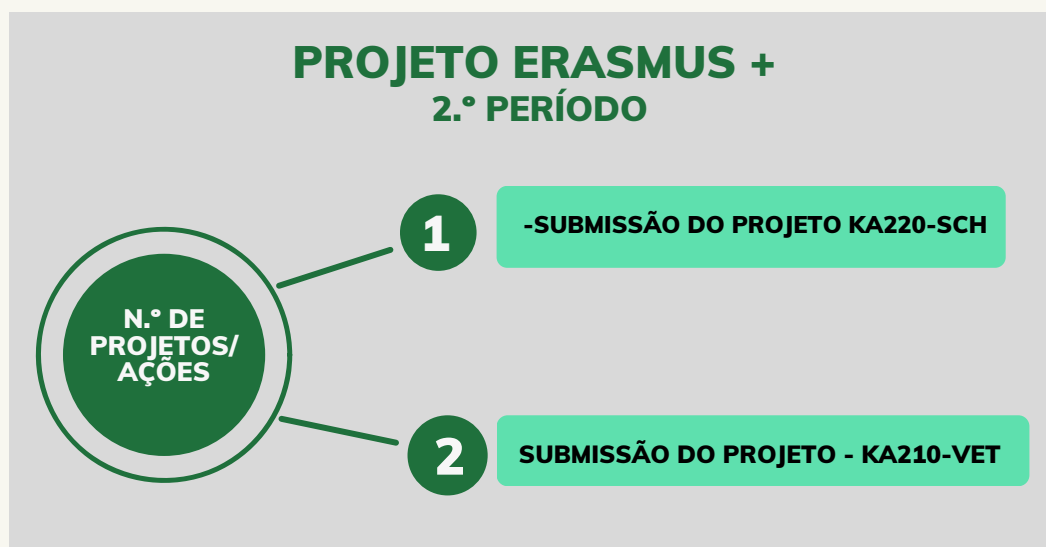 PROJETO ERASMUS +
2.º PERÍODO
1
-SUBMISSÃO DO PROJETO KA220-SCH
N.º DE
PROJETOS/
AÇÕES
2
SUBMISSÃO DO PROJETO - KA210-VET